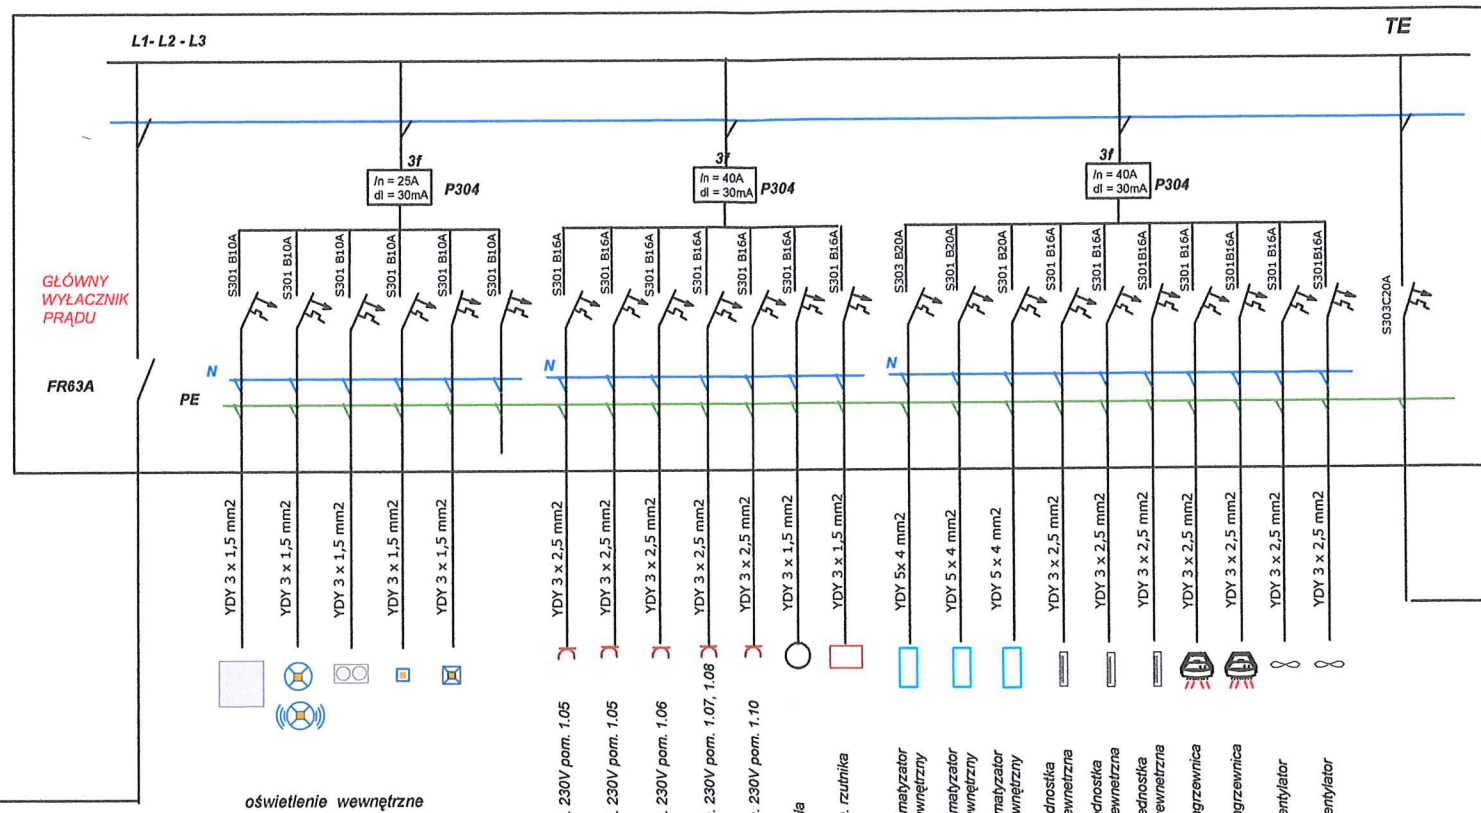 L1- L2 - L3
TE
3f
In = 25A
dI = 30mA
P304
3f
In = 40A
dI = 30mA
P304
3f
In = 40A
dI = 30mA
P304
S301 B10A
S301 B10A
S301 B10A
S301 B10A
S301 B10A
S301 B10A
S301 B16A
S301 B16A
S301 B16A
S301 B16A
S301 B16A
S301 B16A
S301 B16A
S303 B20A
S301 B20A
S301 B20A
S301 B16A
S301 B16A
S301B16A
S301 B16A
S301 B16A
S301 B16A
S301B16A
S303C20A
GŁÓWNY
WYŁACZNIK
PRĄDU
FR63A
N
N
N
PE
YDY 3 x 1,5 mm2
YDY 3 x 1,5 mm2
YDY 3 x 1,5 mm2
YDY 3 x 1,5 mm2
YDY 3 x 1,5 mm2
YDY 3 x 2,5 mm2
YDY 3 x 2,5 mm2
YDY 3 x 2,5 mm2
YDY 3 x 2,5 mm2
YDY 3 x 2,5 mm2
YDY 3 x 1,5 mm2
YDY 3 x 1,5 mm2
YDY 5x 4 mm2
YDY 5 x 4 mm2
YDY 5 x 4 mm2
YDY 3 x 2,5 mm2
YDY 3 x 2,5 mm2
YDY 3 x 2,5 mm2
YDY 3 x 2,5 mm2
YDY 3 x 2,5 mm2
YDY 3 x 2,5 mm2
YDY 3 x 2,5 mm2
oświetlenie wewnętrzne
230V pom. 1.05
230V pom. 1.05
230V pom. 1.06
230V pom. 1.07, 1.08
230V pom. 1.10
rzutnika